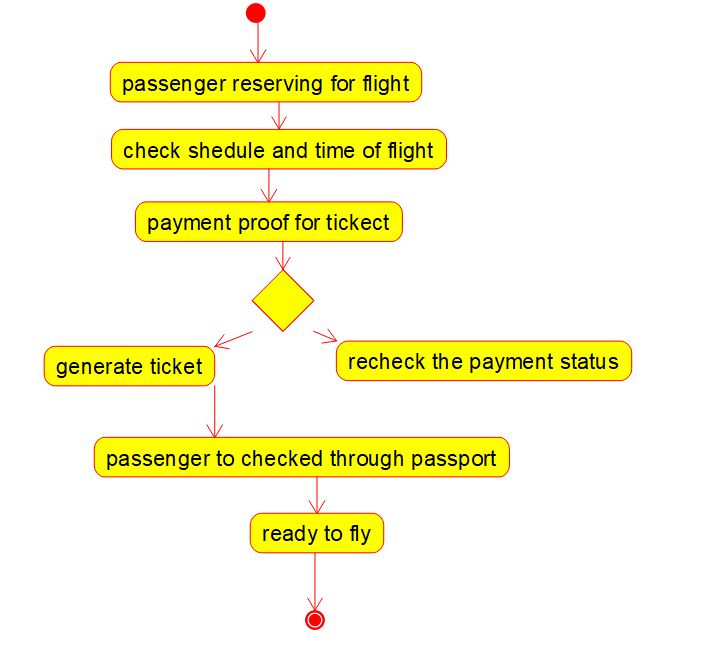 passenger reserving for flight
check shedule and time of flight
payment proof for tickect
generate ticket
recheck the payment status
passenger to checked through passport
ready to fly